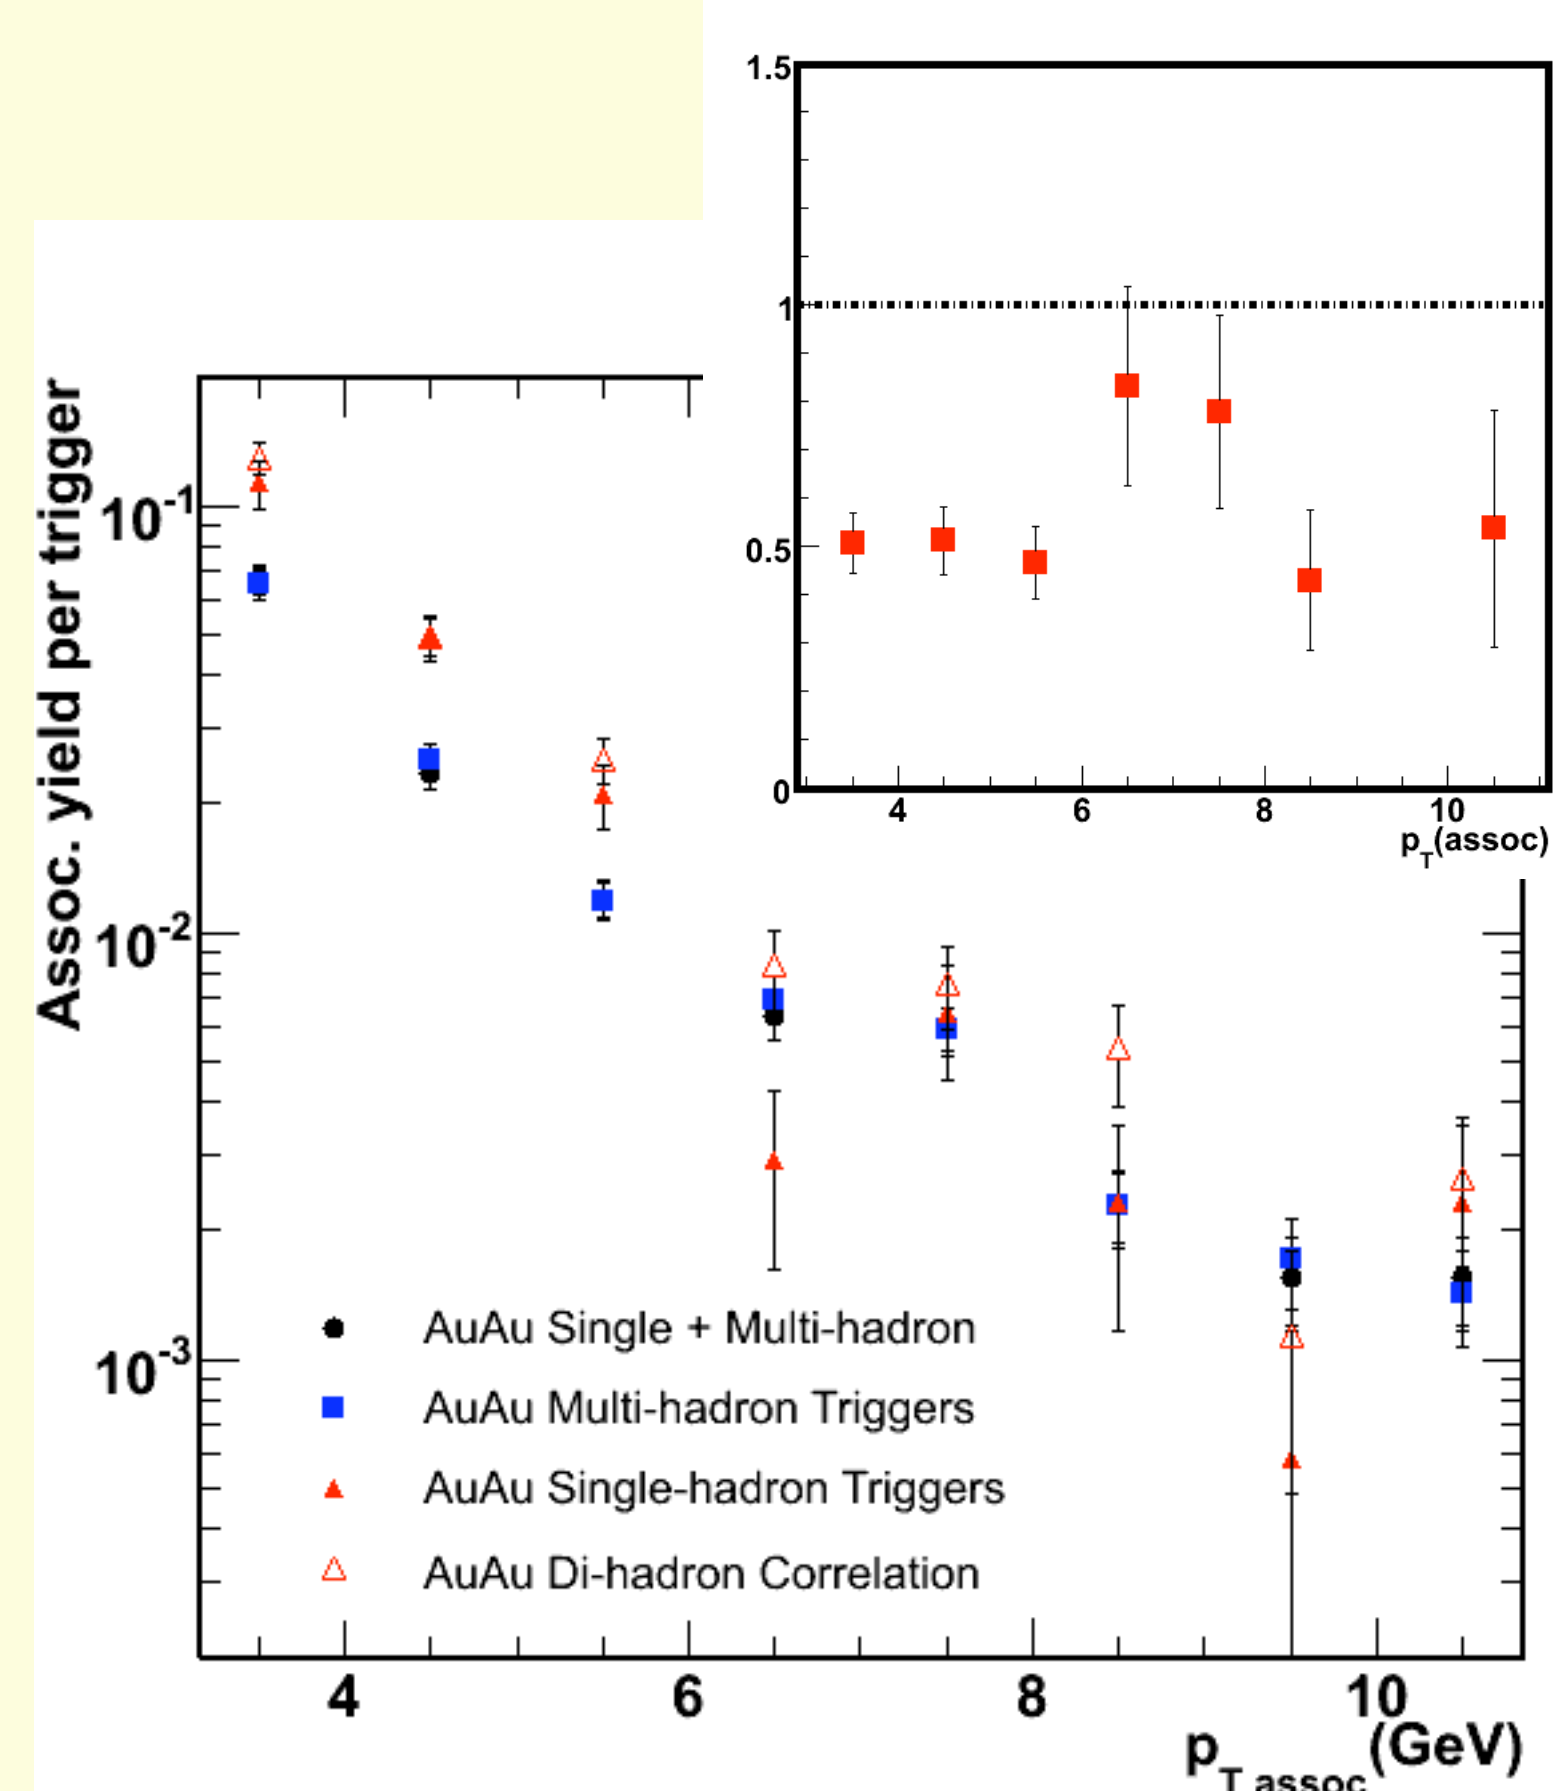 1.5
1
0.5
0
4 6 8 10
pT(assoc)
Assoc. yield per trigger
10-1
10-2
10-3
AuAu Single + Multi-hadron
AuAu Multi-hadron Triggers
AuAu Single-hadron Triggers
AuAu Di-hadron Correlation
4 6 8 10
pT assoc (GeV)